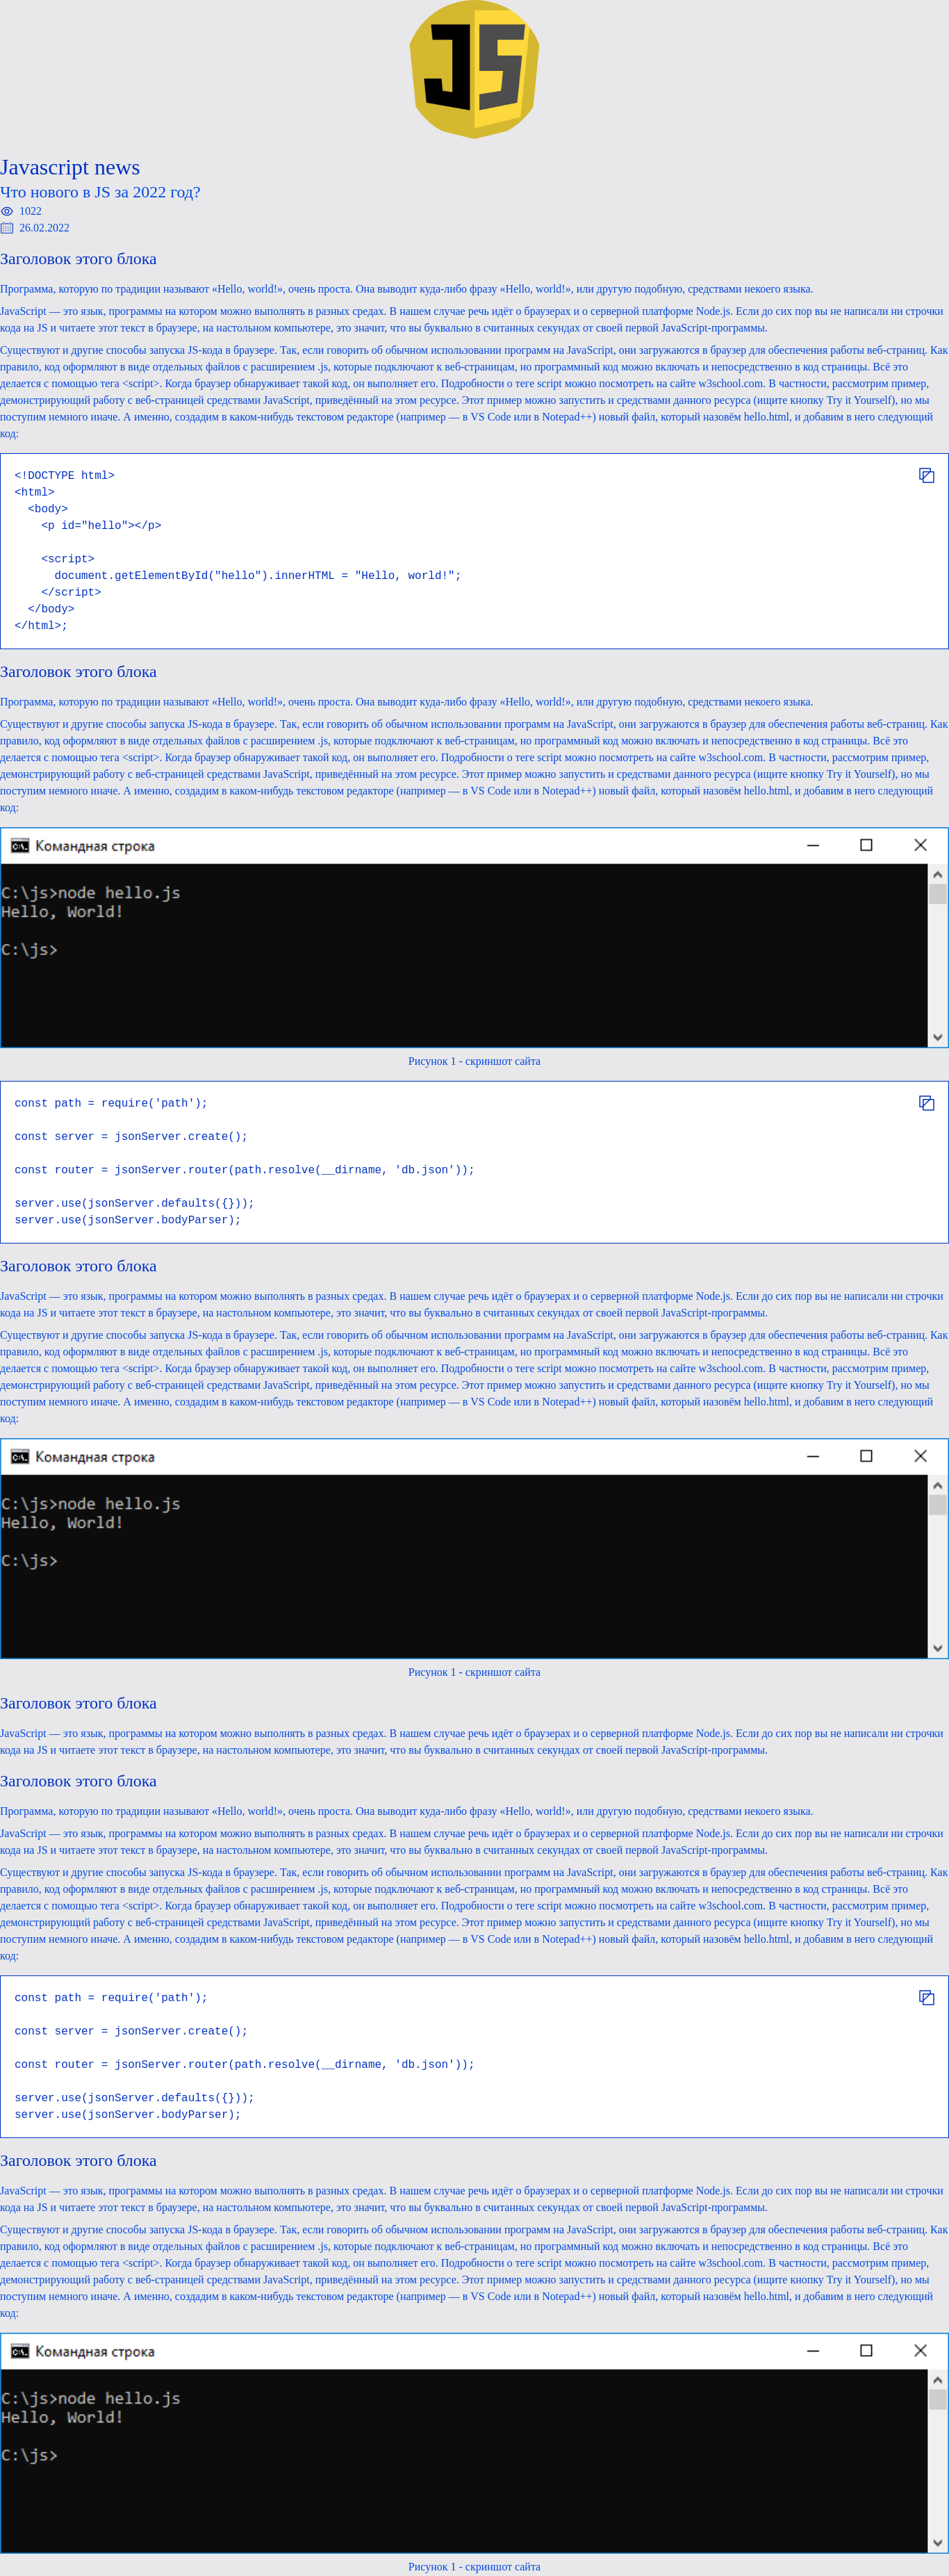 JS
Javascript news
Что нового в JS за 2022 год?
1022
26.02.2022
Заголовок этого блока
Программа, которую по традиции называют «Hello, world!», очень проста. Она выводит куда-либо фразу «Hello, world!», или другую подобную, средствами некоего языка.
JavaScript — это язык, программы на котором можно выполнять в разных средах. В нашем случае речь идёт о браузерах и о серверной платформе Node.js. Если до сих пор вы не написали ни строчки
кода на JS и читаете этот текст в браузере, на настольном компьютере, это значит, что вы буквально в считанных секундах от своей первой JavaScript-программы.
Существуют и другие способы запуска JS-кода в браузере. Так, если говорить об обычном использовании программ на JavaScript, они загружаются в браузер для обеспечения работы веб-страниц. Как
правило, код оформляют в виде отдельных файлов с расширением .js, которые подключают к веб-страницам, но программный код можно включать и непосредственно в код страницы. Всё это
делается с помощью тега <script>. Когда браузер обнаруживает такой код, он выполняет его. Подробности о теге script можно посмотреть на сайте w3school.com. В частности, рассмотрим пример,
демонстрирующий работу с веб-страницей средствами JavaScript, приведённый на этом ресурсе. Этот пример можно запустить и средствами данного ресурса (ищите кнопку Try it Yourself), но мы
поступим немного иначе. А именно, создадим в каком-нибудь текстовом редакторе (например — в VS Code или в Notepad++) новый файл, который назовём hello.html, и добавим в него следующий
код:
<!DOCTYPE html>
<html>
  <body>
    <p id="hello"></p>

    <script>
      document.getElementById("hello").innerHTML = "Hello, world!";
    </script>
  </body>
</html>;
Заголовок этого блока
Программа, которую по традиции называют «Hello, world!», очень проста. Она выводит куда-либо фразу «Hello, world!», или другую подобную, средствами некоего языка.
Существуют и другие способы запуска JS-кода в браузере. Так, если говорить об обычном использовании программ на JavaScript, они загружаются в браузер для обеспечения работы веб-страниц. Как
правило, код оформляют в виде отдельных файлов с расширением .js, которые подключают к веб-страницам, но программный код можно включать и непосредственно в код страницы. Всё это
делается с помощью тега <script>. Когда браузер обнаруживает такой код, он выполняет его. Подробности о теге script можно посмотреть на сайте w3school.com. В частности, рассмотрим пример,
демонстрирующий работу с веб-страницей средствами JavaScript, приведённый на этом ресурсе. Этот пример можно запустить и средствами данного ресурса (ищите кнопку Try it Yourself), но мы
поступим немного иначе. А именно, создадим в каком-нибудь текстовом редакторе (например — в VS Code или в Notepad++) новый файл, который назовём hello.html, и добавим в него следующий
код:
Командная строка
C:\js>node hello.js
Hello, World!
C:\js>
Рисунок 1 - скриншот сайта
const path = require('path');

const server = jsonServer.create();

const router = jsonServer.router(path.resolve(__dirname, 'db.json'));

server.use(jsonServer.defaults({}));
server.use(jsonServer.bodyParser);
Заголовок этого блока
JavaScript — это язык, программы на котором можно выполнять в разных средах. В нашем случае речь идёт о браузерах и о серверной платформе Node.js. Если до сих пор вы не написали ни строчки
кода на JS и читаете этот текст в браузере, на настольном компьютере, это значит, что вы буквально в считанных секундах от своей первой JavaScript-программы.
Существуют и другие способы запуска JS-кода в браузере. Так, если говорить об обычном использовании программ на JavaScript, они загружаются в браузер для обеспечения работы веб-страниц. Как
правило, код оформляют в виде отдельных файлов с расширением .js, которые подключают к веб-страницам, но программный код можно включать и непосредственно в код страницы. Всё это
делается с помощью тега <script>. Когда браузер обнаруживает такой код, он выполняет его. Подробности о теге script можно посмотреть на сайте w3school.com. В частности, рассмотрим пример,
демонстрирующий работу с веб-страницей средствами JavaScript, приведённый на этом ресурсе. Этот пример можно запустить и средствами данного ресурса (ищите кнопку Try it Yourself), но мы
поступим немного иначе. А именно, создадим в каком-нибудь текстовом редакторе (например — в VS Code или в Notepad++) новый файл, который назовём hello.html, и добавим в него следующий
код:
Командная строка
C:\js>node hello.js
Hello, World!
C:\js>
Рисунок 1 - скриншот сайта
Заголовок этого блока
JavaScript — это язык, программы на котором можно выполнять в разных средах. В нашем случае речь идёт о браузерах и о серверной платформе Node.js. Если до сих пор вы не написали ни строчки
кода на JS и читаете этот текст в браузере, на настольном компьютере, это значит, что вы буквально в считанных секундах от своей первой JavaScript-программы.
Заголовок этого блока
Программа, которую по традиции называют «Hello, world!», очень проста. Она выводит куда-либо фразу «Hello, world!», или другую подобную, средствами некоего языка.
JavaScript — это язык, программы на котором можно выполнять в разных средах. В нашем случае речь идёт о браузерах и о серверной платформе Node.js. Если до сих пор вы не написали ни строчки
кода на JS и читаете этот текст в браузере, на настольном компьютере, это значит, что вы буквально в считанных секундах от своей первой JavaScript-программы.
Существуют и другие способы запуска JS-кода в браузере. Так, если говорить об обычном использовании программ на JavaScript, они загружаются в браузер для обеспечения работы веб-страниц. Как
правило, код оформляют в виде отдельных файлов с расширением .js, которые подключают к веб-страницам, но программный код можно включать и непосредственно в код страницы. Всё это
делается с помощью тега <script>. Когда браузер обнаруживает такой код, он выполняет его. Подробности о теге script можно посмотреть на сайте w3school.com. В частности, рассмотрим пример,
демонстрирующий работу с веб-страницей средствами JavaScript, приведённый на этом ресурсе. Этот пример можно запустить и средствами данного ресурса (ищите кнопку Try it Yourself), но мы
поступим немного иначе. А именно, создадим в каком-нибудь текстовом редакторе (например — в VS Code или в Notepad++) новый файл, который назовём hello.html, и добавим в него следующий
код:
const path = require('path');

const server = jsonServer.create();

const router = jsonServer.router(path.resolve(__dirname, 'db.json'));

server.use(jsonServer.defaults({}));
server.use(jsonServer.bodyParser);
Заголовок этого блока
JavaScript — это язык, программы на котором можно выполнять в разных средах. В нашем случае речь идёт о браузерах и о серверной платформе Node.js. Если до сих пор вы не написали ни строчки
кода на JS и читаете этот текст в браузере, на настольном компьютере, это значит, что вы буквально в считанных секундах от своей первой JavaScript-программы.
Существуют и другие способы запуска JS-кода в браузере. Так, если говорить об обычном использовании программ на JavaScript, они загружаются в браузер для обеспечения работы веб-страниц. Как
правило, код оформляют в виде отдельных файлов с расширением .js, которые подключают к веб-страницам, но программный код можно включать и непосредственно в код страницы. Всё это
делается с помощью тега <script>. Когда браузер обнаруживает такой код, он выполняет его. Подробности о теге script можно посмотреть на сайте w3school.com. В частности, рассмотрим пример,
демонстрирующий работу с веб-страницей средствами JavaScript, приведённый на этом ресурсе. Этот пример можно запустить и средствами данного ресурса (ищите кнопку Try it Yourself), но мы
поступим немного иначе. А именно, создадим в каком-нибудь текстовом редакторе (например — в VS Code или в Notepad++) новый файл, который назовём hello.html, и добавим в него следующий
код:
Командная строка
C:\js>node hello.js
Hello, World!
C:\js>
Рисунок 1 - скриншот сайта